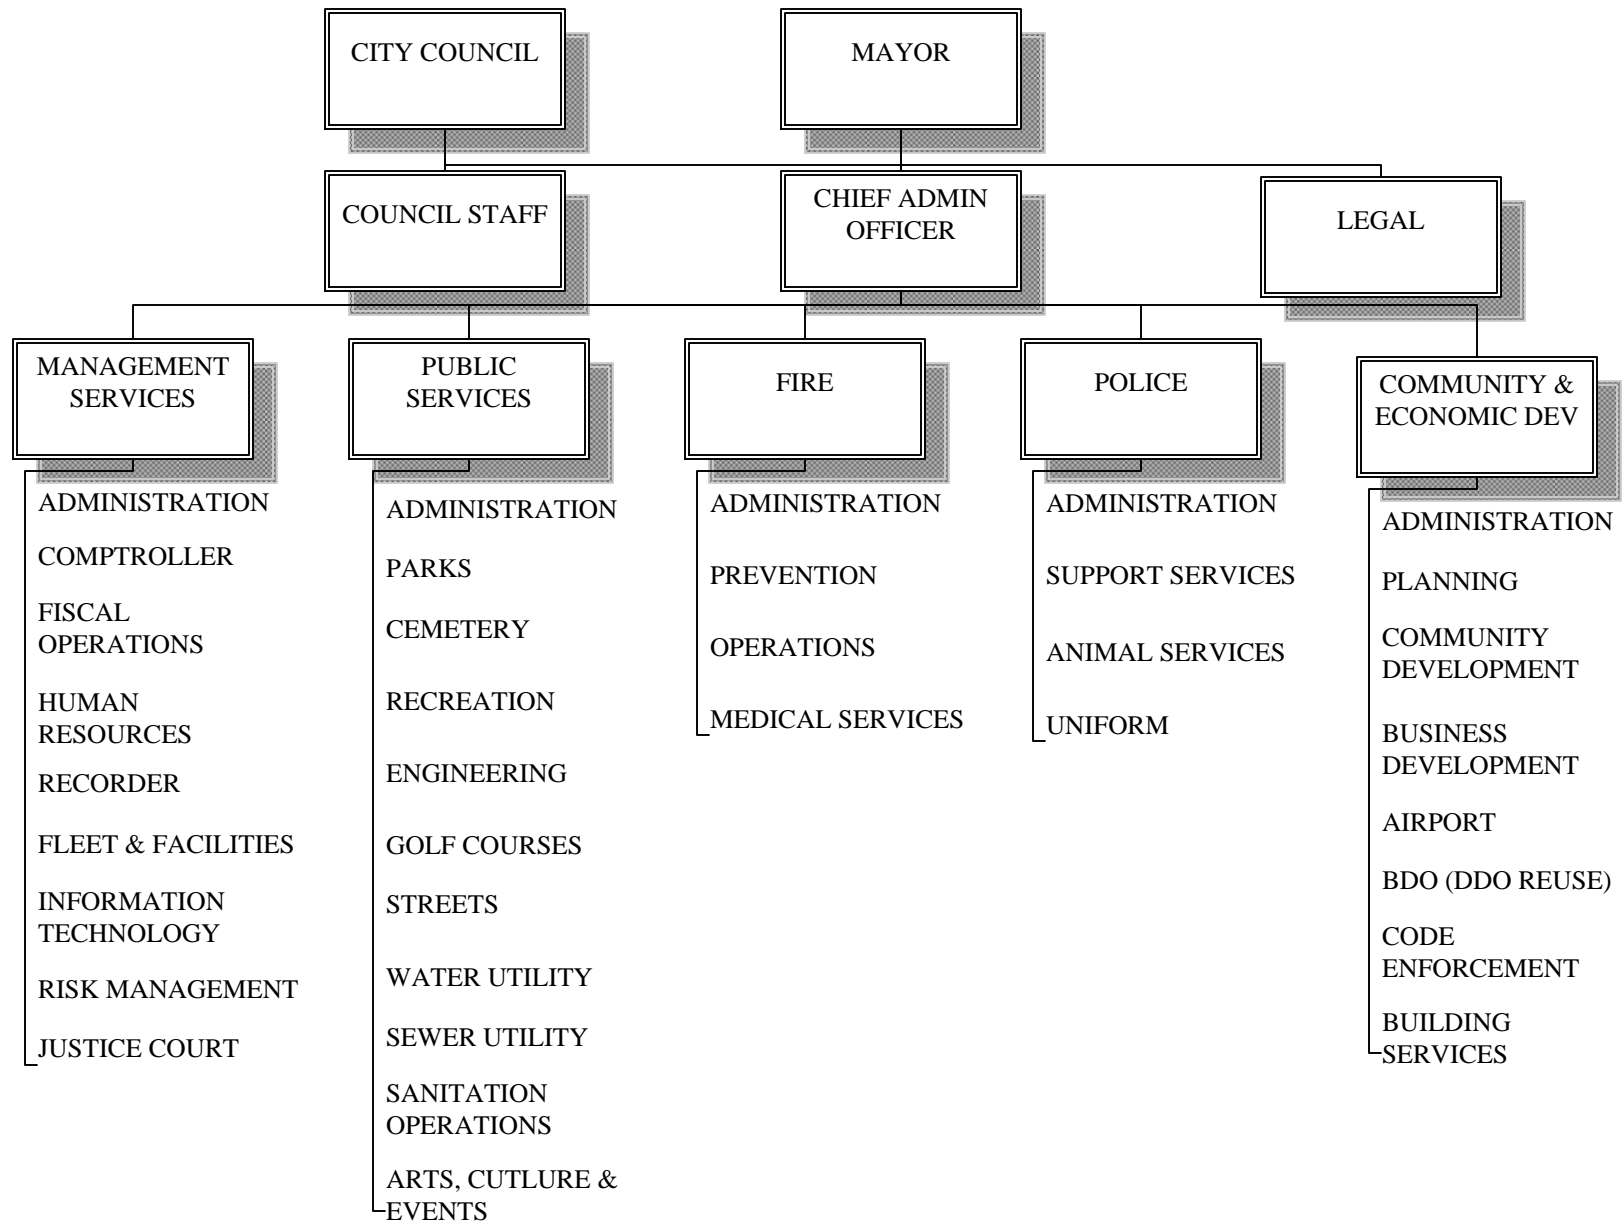 CITY COUNCIL
MAYOR
COUNCIL STAFF
CHIEF ADMIN
OFFICER
LEGAL
MANAGEMENT
SERVICES
PUBLIC
SERVICES
FIRE
POLICE
COMMUNITY &
ECONOMIC DEV
ADMINISTRATION
COMPTROLLER
FISCAL
OPERATIONS
HUMAN
RESOURCES
RECORDER
FLEET & FACILITIES
INFORMATION
TECHNOLOGY
RISK MANAGEMENT
JUSTICE COURT
ADMINISTRATION
PARKS
CEMETERY
RECREATION
ENGINEERING
GOLF COURSES
STREETS
WATER UTILITY
SEWER UTILITY
SANITATION
OPERATIONS
ARTS, CUTLURE &
EVENTS
ADMINISTRATION
PREVENTION
OPERATIONS
MEDICAL SERVICES
ADMINISTRATION
SUPPORT SERVICES
ANIMAL SERVICES
UNIFORM
ADMINISTRATION
PLANNING
COMMUNITY
DEVELOPMENT
BUSINESS
DEVELOPMENT
AIRPORT
BDO (DDO REUSE)
CODE
ENFORCEMENT
BUILDING
SERVICES